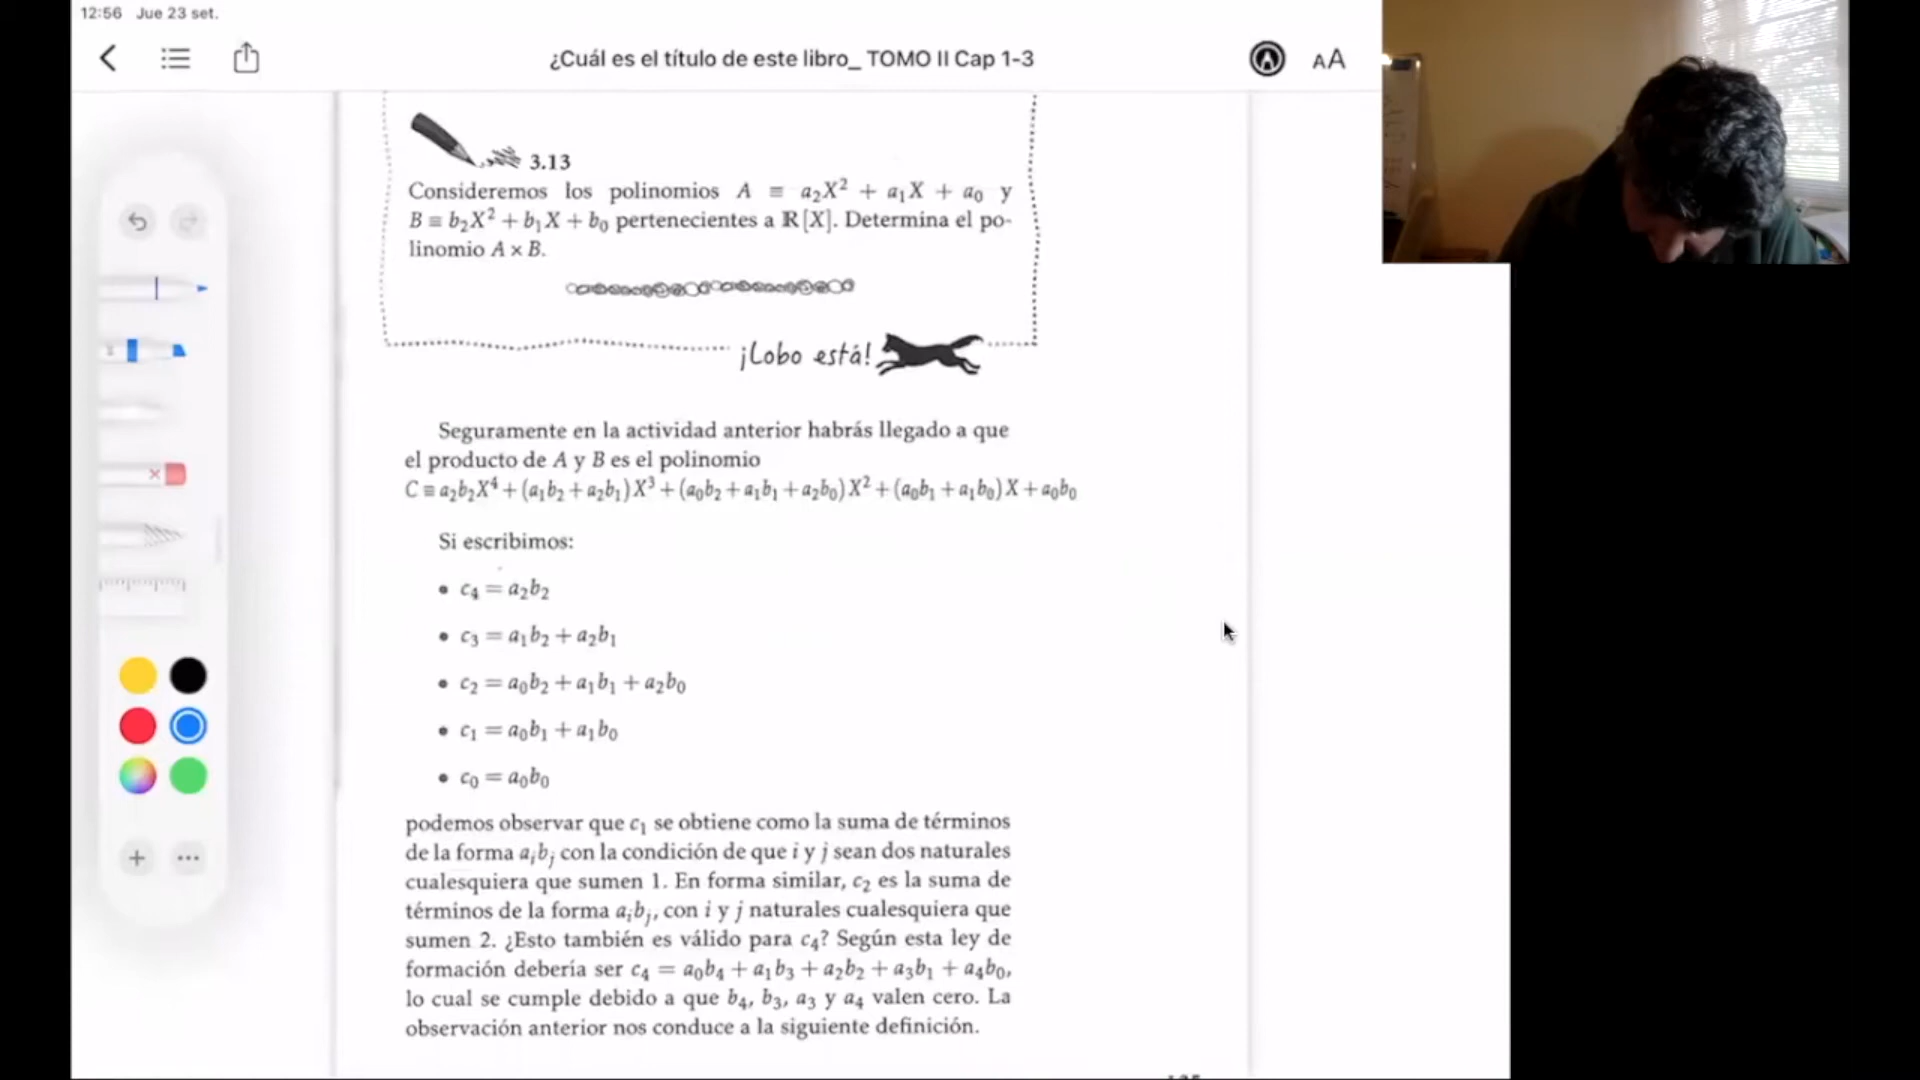 12:56 Jue 23 set.
¿Cuál es el título de este libro_ TOMO II Cap 1-3
AA
3.13
Consideremos los polinomios A ≡ a₂X² + a₁X + a₀ y
B ≡ b₂X² + b₁X + b₀ pertenecientes a ℝ[X]. Determina el po-
linomio A × B.
¡Lobo está!
Seguramente en la actividad anterior habrás llegado a que
el producto de A y B es el polinomio
C ≡ a₂b₂X⁴ + (a₁b₂ + a₂b₁)X³ + (a₀b₂ + a₁b₁ + a₂b₀)X² + (a₀b₁ + a₁b₀)X + a₀b₀
Si escribimos:
• c₄ = a₂b₂
• c₃ = a₁b₂ + a₂b₁
• c₂ = a₀b₂ + a₁b₁ + a₂b₀
• c₁ = a₀b₁ + a₁b₀
• c₀ = a₀b₀
podemos observar que c₁ se obtiene como la suma de términos
de la forma aᵢbⱼ con la condición de que i y j sean dos naturales
cualesquiera que sumen 1. En forma similar, c₂ es la suma de
términos de la forma aᵢbⱼ, con i y j naturales cualesquiera que
sumen 2. ¿Esto también es válido para c₄? Según esta ley de
formación debería ser c₄ = a₀b₄ + a₁b₃ + a₂b₂ + a₃b₁ + a₄b₀,
lo cual se cumple debido a que b₄, b₃, a₃ y a₄ valen cero. La
observación anterior nos conduce a la siguiente definición.